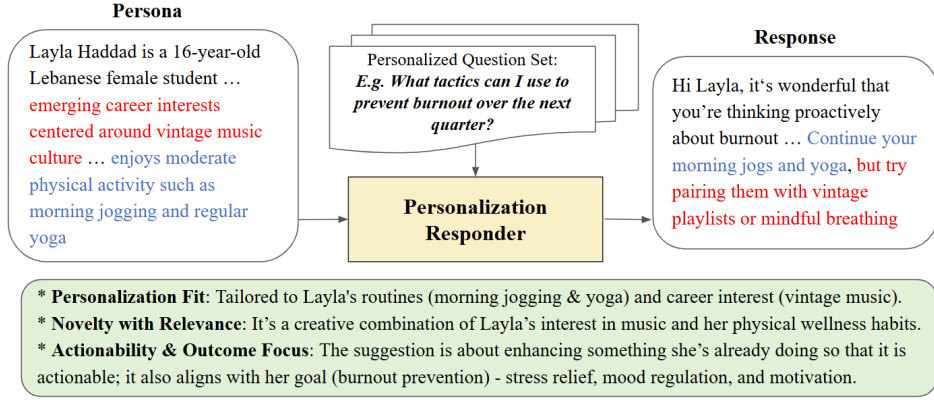 Persona
Layla Haddad is a 16-year-old
Lebanese female student …
emerging career interests
centered around vintage music
culture … enjoys moderate
physical activity such as
morning jogging and regular
yoga
Personalized Question Set:
E.g. What tactics can I use to
prevent burnout over the next
quarter?
Personalization
Responder
Response
Hi Layla, it‘s wonderful that
you’re thinking proactively
about burnout … Continue your
morning jogs and yoga, but try
pairing them with vintage
playlists or mindful breathing
* Personalization Fit: Tailored to Layla's routines (morning jogging & yoga) and career interest (vintage music).
* Novelty with Relevance: It’s a creative combination of Layla’s interest in music and her physical wellness habits.
* Actionability & Outcome Focus: The suggestion is about enhancing something she’s already doing so that it is
actionable; it also aligns with her goal (burnout prevention) - stress relief, mood regulation, and motivation.